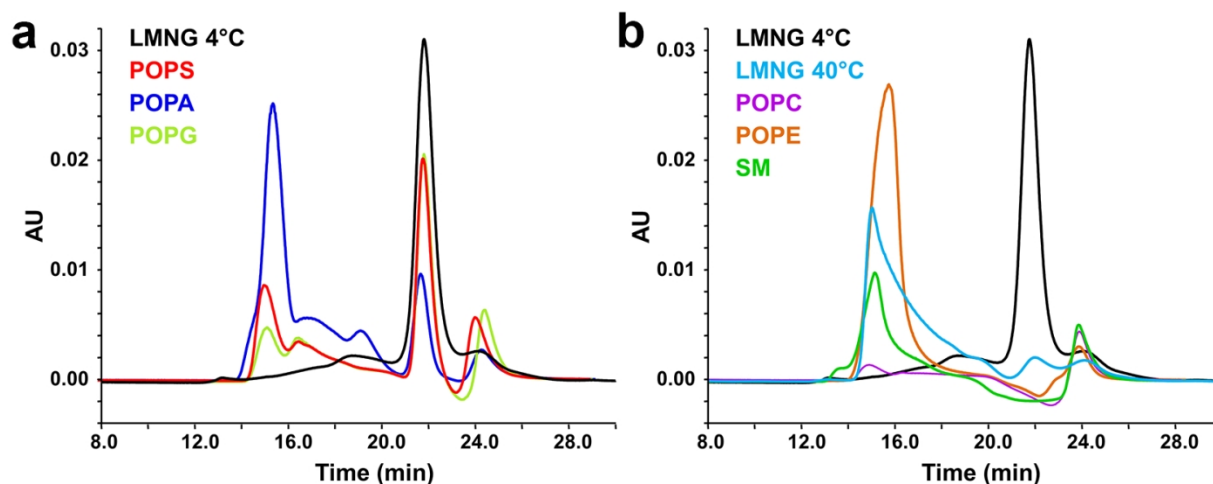 a
LMNG 4°C
POPS
POPA
POPG
0.03
0.02
0.01
0.00
AU
8.0 12.0 16.0 20.0 24.0 28.0
Time (min)
b
LMNG 4°C
LMNG 40°C
POPC
POPE
SM
0.03
0.02
0.01
0.00
AU
8.0 12.0 16.0 20.0 24.0 28.0
Time (min)